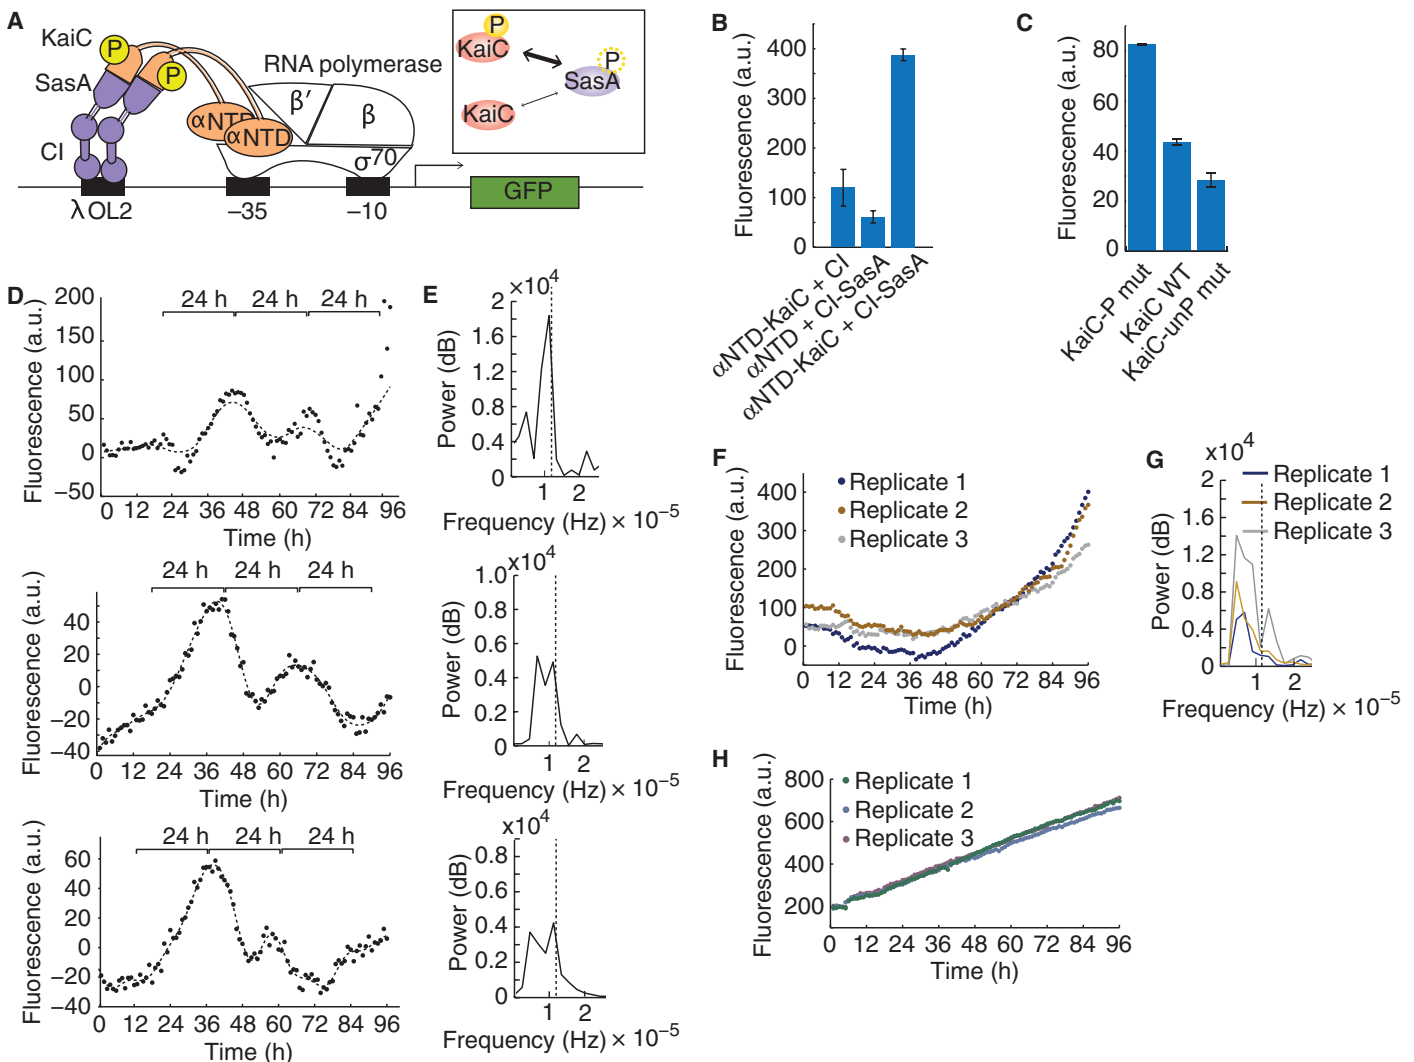 A
KaiC
P
P
SasA
CI
RNA polymerase
β′
β
αNTD
αNTD
σ70
GFP
λOL2
−35
−10
P
KaiC
P
SasA
KaiC
B
Fluorescence (a.u.)
400
300
200
100
0
αNTD-KaiC + CI
αNTD + CI-SasA
αNTD-KaiC + CI-SasA
C
Fluorescence (a.u.)
80
60
40
20
0
KaiC-P mut
KaiC WT
KaiC-unP mut
D
Fluorescence (a.u.)
200
150
100
50
0
−50
24 h 24 h 24 h
0 12 24 36 48 60 72 84 96
Time (h)
Fluorescence (a.u.)
40
20
0
−20
−40
24 h 24 h 24 h
0 12 24 36 48 60 72 84 96
Time (h)
Fluorescence (a.u.)
60
40
20
0
−20
−40
24 h 24 h 24 h
0 12 24 36 48 60 72 84 96
Time (h)
E
×10⁴
Power (dB)
2
1.6
1.2
0.8
0.4
0
1 2
Frequency (Hz) × 10⁻⁵
×10⁴
Power (dB)
1.0
0.8
0.6
0.4
0.2
0
1 2
Frequency (Hz) × 10⁻⁵
×10⁴
Power (dB)
0.8
0.6
0.4
0.2
0
1 2
Frequency (Hz) × 10⁻⁵
F
Fluorescence (a.u.)
400
300
200
100
0
Replicate 1
Replicate 2
Replicate 3
0 12 24 36 48 60 72 84 96
Time (h)
G
×10⁴
Power (dB)
2
1.6
1.2
0.8
0.4
0
Replicate 1
Replicate 2
Replicate 3
1 2
Frequency (Hz) × 10⁻⁵
H
Fluorescence (a.u.)
800
600
400
200
Replicate 1
Replicate 2
Replicate 3
0 12 24 36 48 60 72 84 96
Time (h)